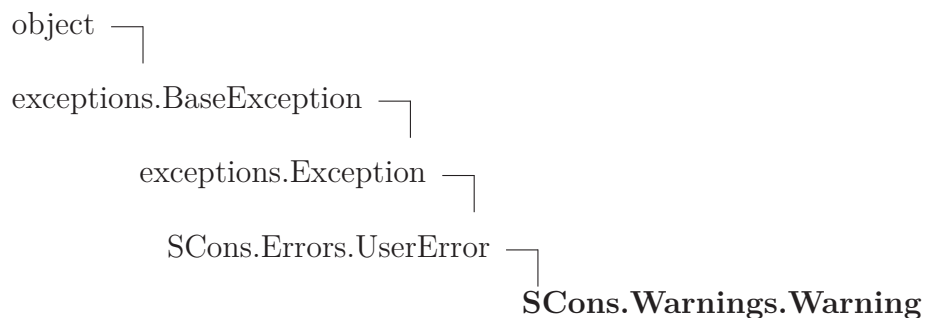 object
exceptions.BaseException
exceptions.Exception
SCons.Errors.UserError
SCons.Warnings.Warning